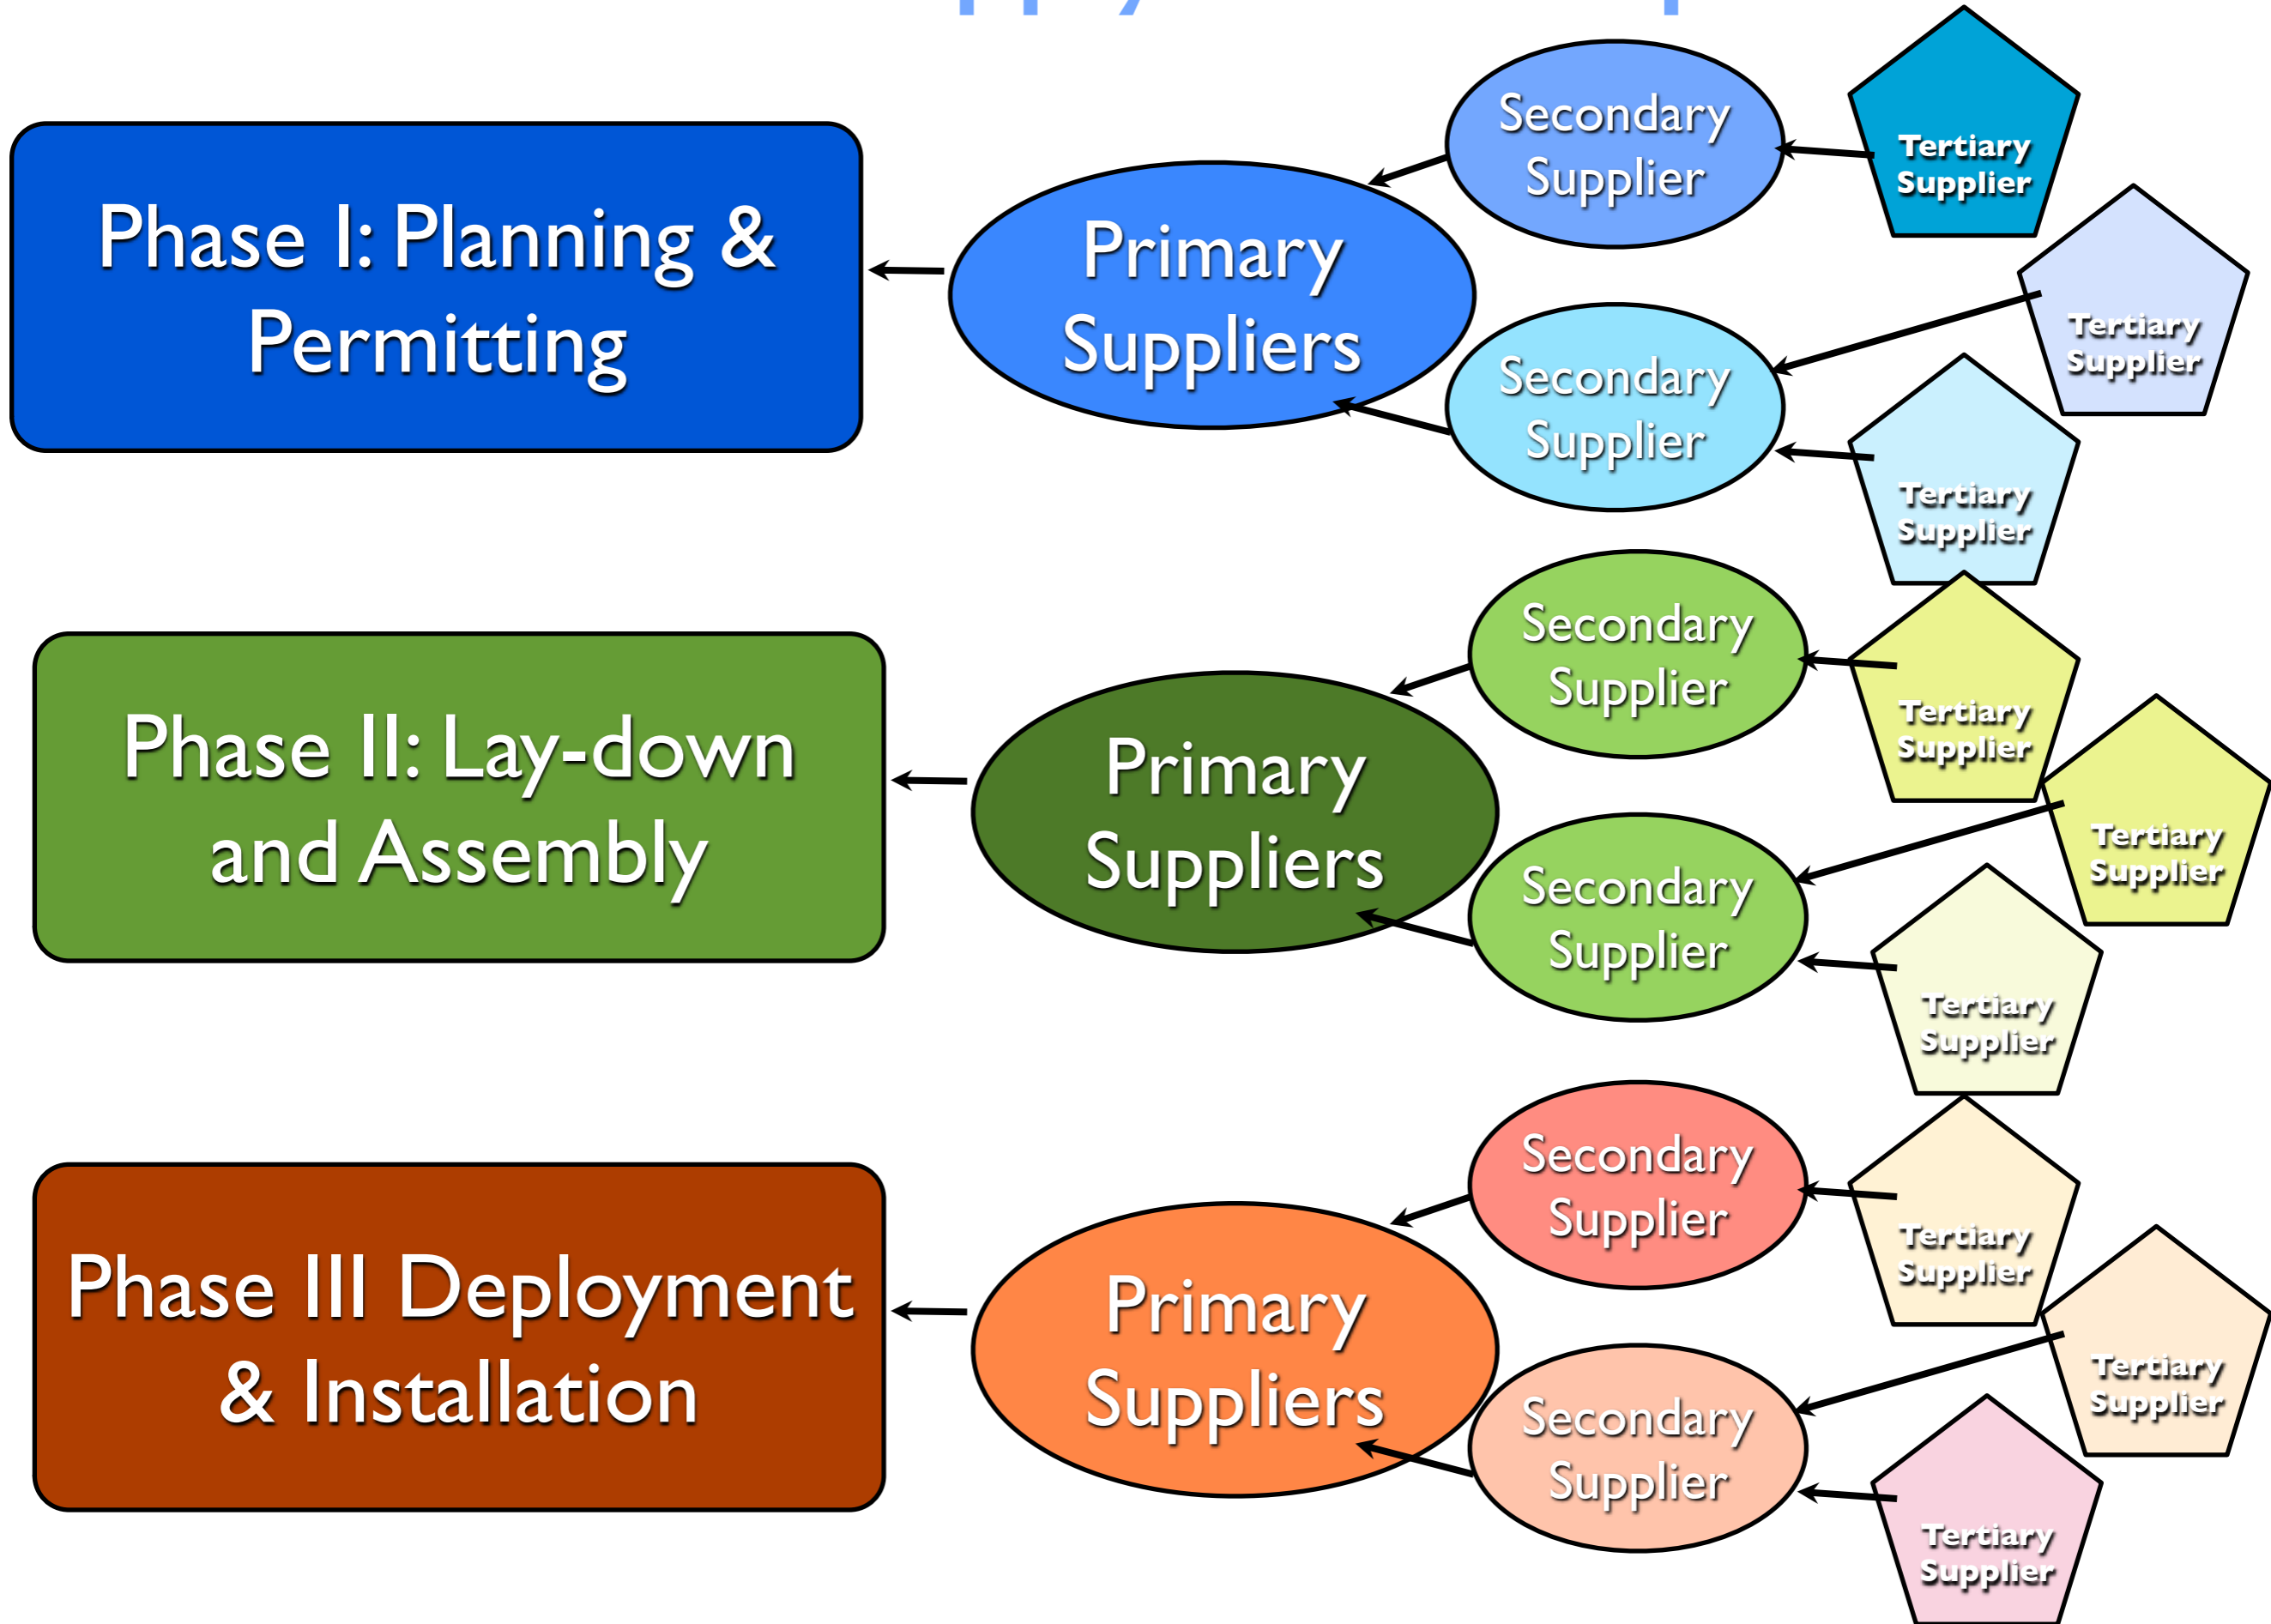 Phase I: Planning &
Permitting
Primary
Suppliers
Secondary
Supplier
Secondary
Supplier
Tertiary
Supplier
Tertiary
Supplier
Tertiary
Supplier
Phase II: Lay-down
and Assembly
Primary
Suppliers
Secondary
Supplier
Secondary
Supplier
Tertiary
Supplier
Tertiary
Supplier
Tertiary
Supplier
Phase III Deployment
& Installation
Primary
Suppliers
Secondary
Supplier
Secondary
Supplier
Tertiary
Supplier
Tertiary
Supplier
Tertiary
Supplier